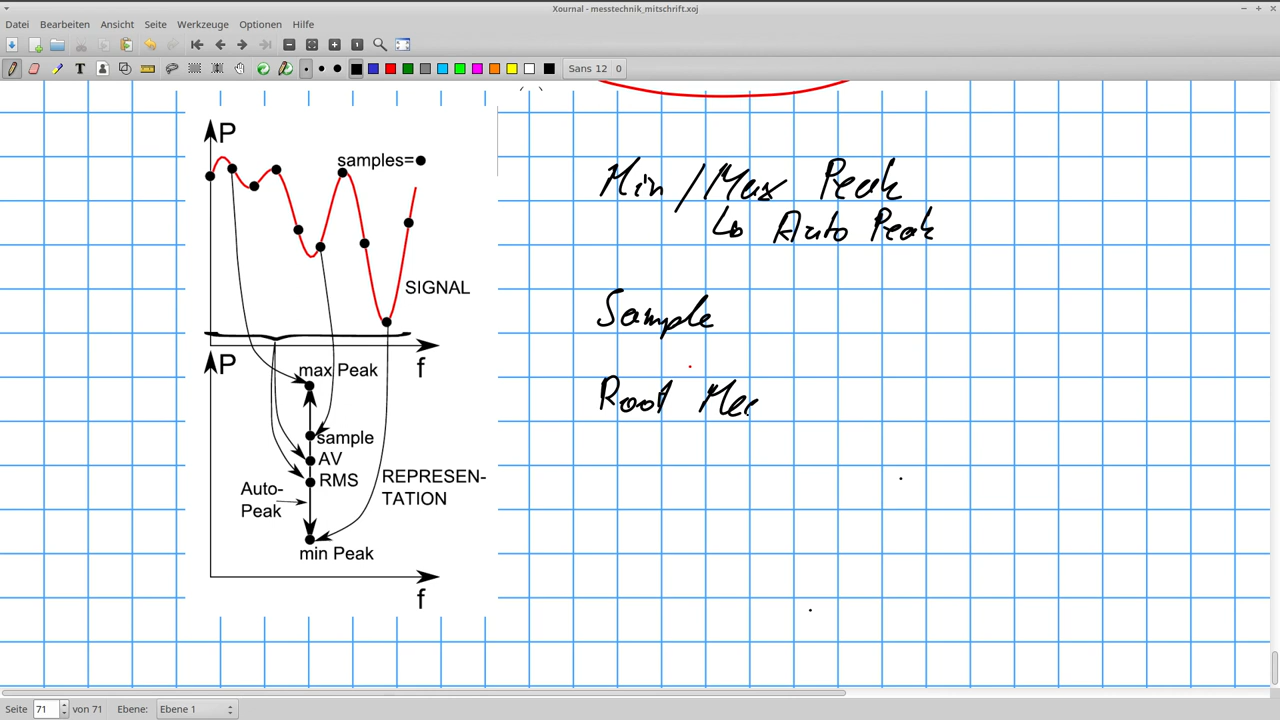 Xournal - messtechnik_mitschrift.xoj
Datei Bearbeiten Ansicht Seite Werkzeuge Optionen Hilfe
Sans 12 0
P
samples=
SIGNAL
f
P
max Peak
sample
AV
RMS
Auto-
Peak
REPRESEN-
TATION
min Peak
f
Min / Max Peak
↳ Auto Peak
Sample
Root Mea
Seite 71 von 71 Ebene: Ebene 1